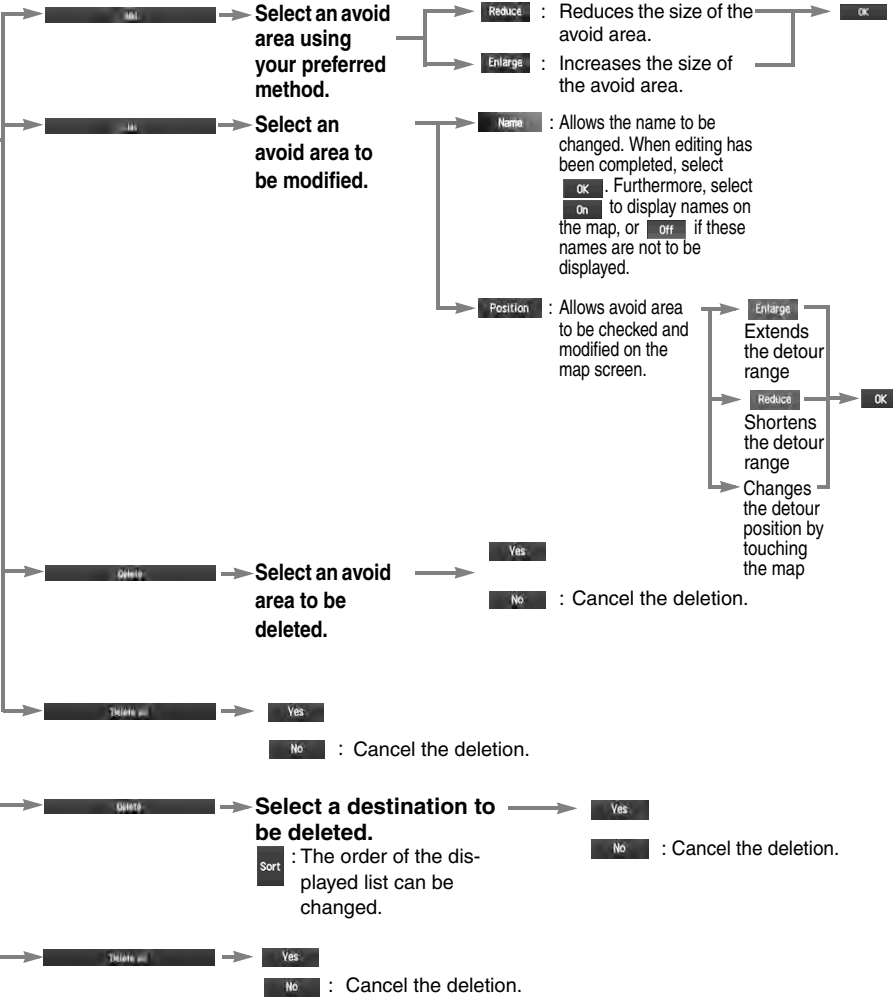 Add
Select an avoid
area using
your preferred
method.
Reduce : Reduces the size of the
avoid area.
Enlarge : Increases the size of
the avoid area.
OK
Select an
avoid area to
be modified.
Name : Allows the name to be
changed. When editing has
been completed, select
OK . Furthermore, select
On to display names on
the map, or Off if these
names are not to be
displayed.
Position : Allows avoid area
to be checked and
modified on the
map screen.
Enlarge
Extends
the detour
range
Reduce
Shortens
the detour
range
Changes
the detour
position by
touching
the map
OK
Delete
Select an avoid
area to be
deleted.
Yes
No : Cancel the deletion.
Delete all
Yes
No : Cancel the deletion.
Delete
Select a destination to
be deleted.
Sort : The order of the dis-
played list can be
changed.
Yes
No : Cancel the deletion.
Delete all
Yes
No : Cancel the deletion.